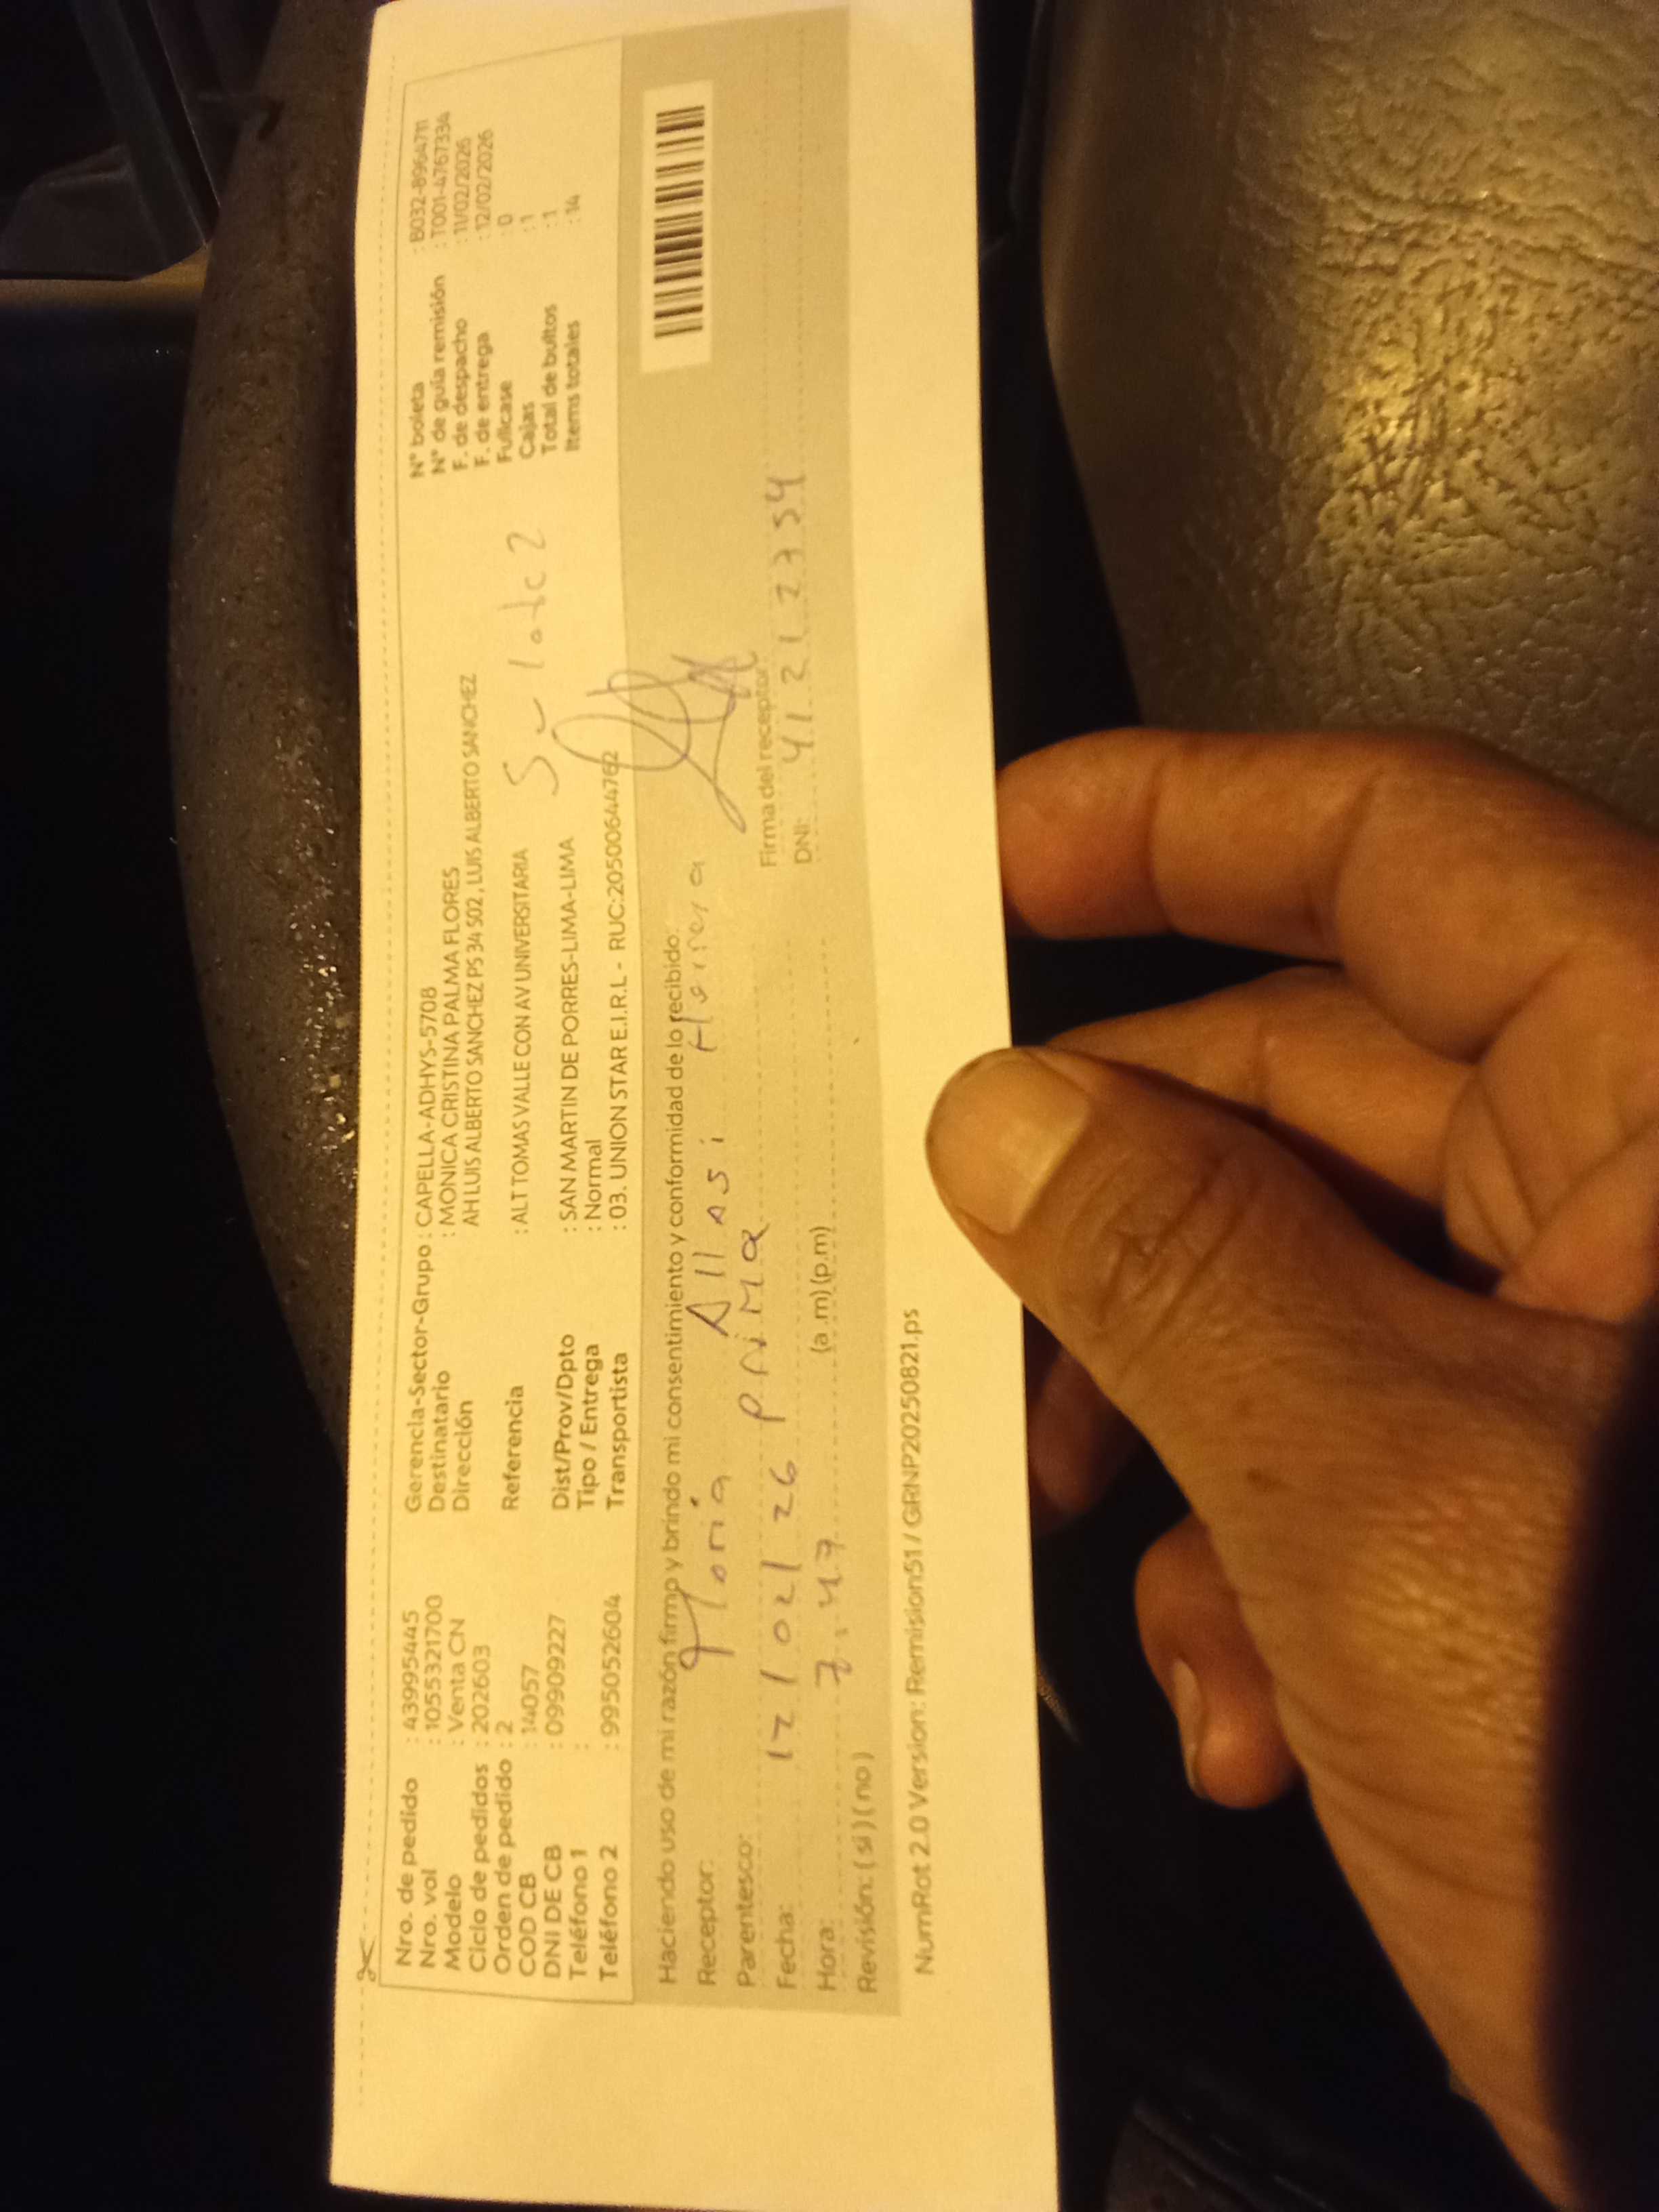 Nro. de pedido : 43995445
Nro. vol : 1055321700
Modelo : Venta CN
Ciclo de pedidos : 202603
Orden de pedido : 2
COD CB : 14057
DNI DE CB : 09909227
Teléfono 1 :
Teléfono 2 : 995052604
Gerencia-Sector-Grupo : CAPELLA-ADHYS-5708
Destinatario : MONICA CRISTINA PALMA FLORES
Dirección AH LUIS ALBERTO SANCHEZ PS 34 S02 , LUIS ALBERTO SANCHEZ
Referencia : ALT TOMAS VALLE CON AV UNIVERSITARIA
Dist/Prov/Dpto : SAN MARTIN DE PORRES-LIMA-LIMA
Tipo / Entrega : Normal
Transportista : 03. UNION STAR E.I.R.L - RUC:20500644762
N° boleta : B032-8964711
N° de guía remisión : T001-4767334
F. de despacho : 11/02/2026
F. de entrega : 12/02/2026
Fullcase : 0
Cajas : 1
Total de bultos : 1
Items totales : 14
Haciendo uso de mi razón firmo y brindo mi consentimiento y conformidad de lo recibido:
Receptor:
Parentesco: PRIMA
Fecha: 12/02/26
Hora: 7:47 (a.m) (p.m)
Revisión: (si) (no)
Firma del receptor
DNI: 41212354
NumRot 2.0 Version: Remision51 / GRNP20250821.ps